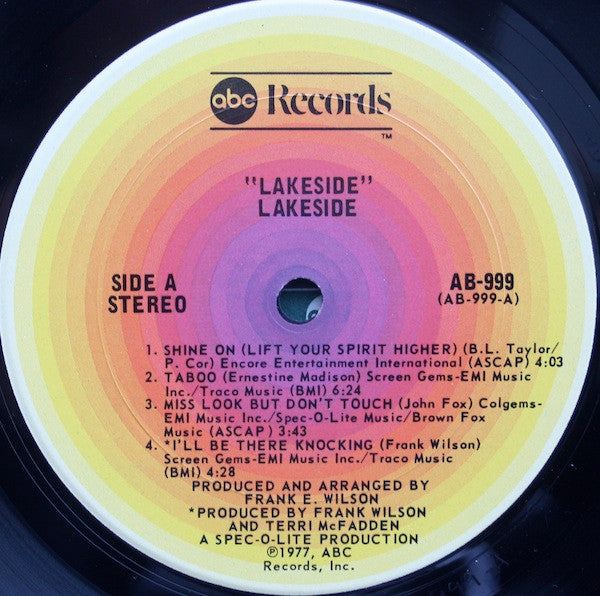 abc Records
TM
"LAKESIDE"
LAKESIDE
SIDE A
STEREO
AB-999
(AB-999-A)
1. SHINE ON (LIFT YOUR SPIRIT HIGHER) (B.L. Taylor/
P. Cor) Encore Entertainment International (ASCAP) 4:03
2. TABOO (Ernestine Madison) Screen Gems-EMI Music
Inc./Traco Music (BMI) 6:24
3. MISS LOOK BUT DON'T TOUCH (John Fox) Colgems-
EMI Music Inc./Spec-O-Lite Music/Brown Fox
Music (ASCAP) 3:43
4. *I'LL BE THERE KNOCKING (Frank Wilson)
Screen Gems-EMI Music Inc./Traco Music
(BMI) 4:28
PRODUCED AND ARRANGED BY
FRANK E. WILSON
*PRODUCED BY FRANK WILSON
AND TERRI McFADDEN
A SPEC-O-LITE PRODUCTION
℗1977, ABC
Records, Inc.